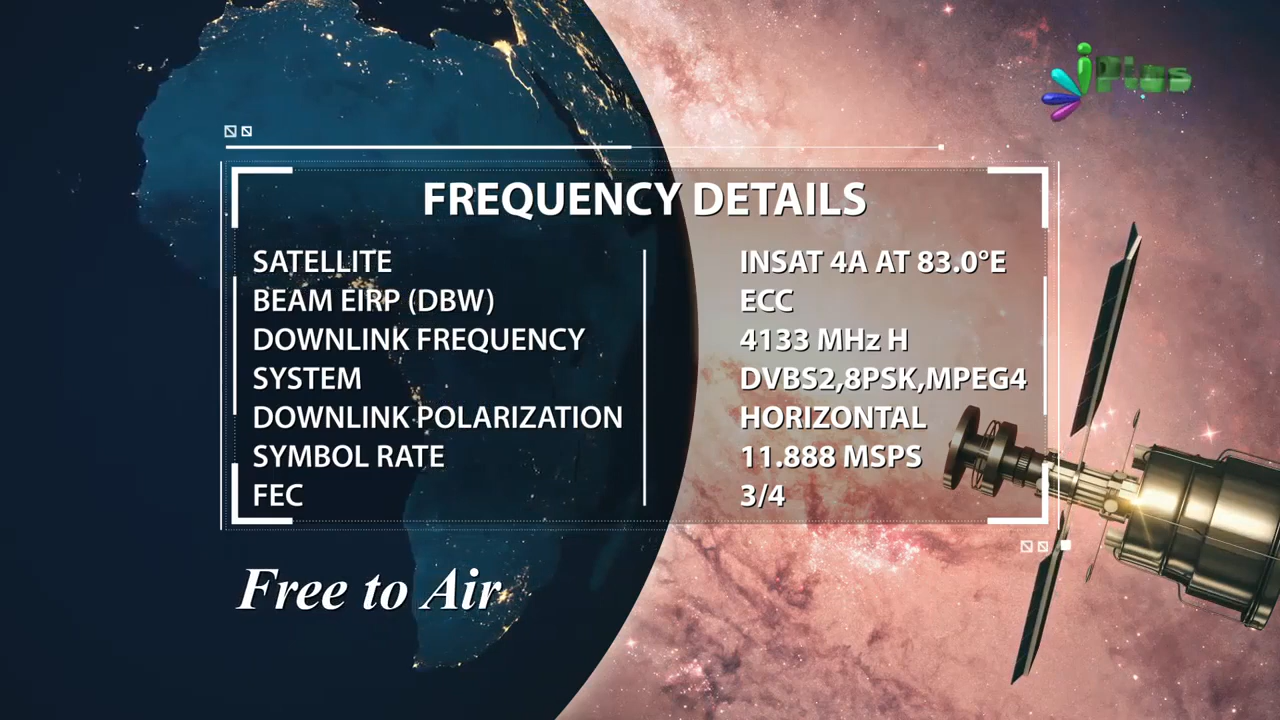 iPlus
FREQUENCY DETAILS
SATELLITE INSAT 4A AT 83.0°E
BEAM EIRP (DBW) ECC
DOWNLINK FREQUENCY 4133 MHz H
SYSTEM DVBS2,8PSK,MPEG4
DOWNLINK POLARIZATION HORIZONTAL
SYMBOL RATE 11.888 MSPS
FEC 3/4
Free to Air